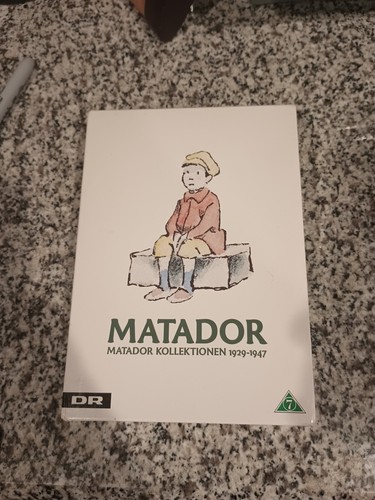 MATADOR
MATADOR KOLLEKTIONEN 1929-1947
DR
7